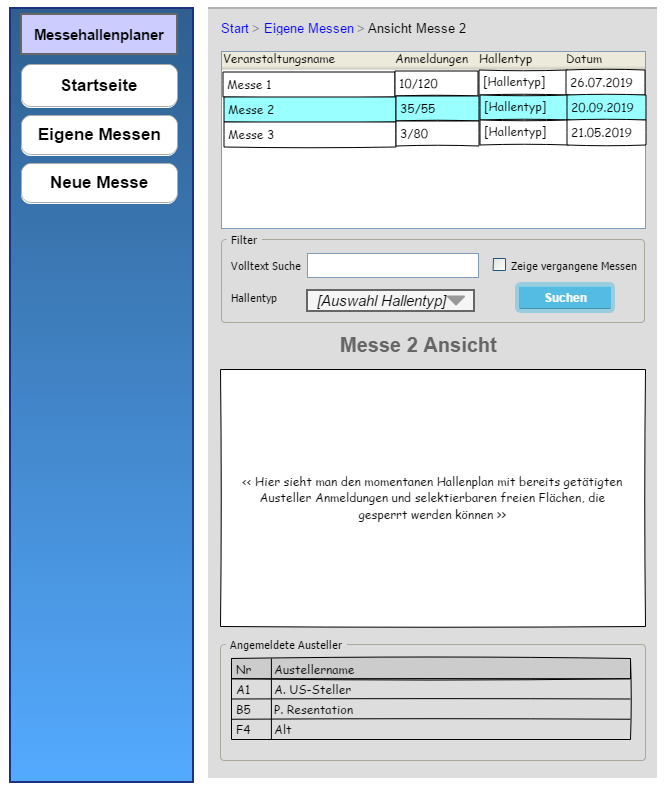 Messehallenplaner
Startseite
Eigene Messen
Neue Messe
Start > Eigene Messen > Ansicht Messe 2
Veranstaltungsname Anmeldungen Hallentyp Datum
Messe 1 10/120 [Hallentyp] 26.07.2019
Messe 2 35/55 [Hallentyp] 20.09.2019
Messe 3 3/80 [Hallentyp] 21.05.2019
Filter
Volltext Suche Zeige vergangene Messen
Hallentyp [Auswahl Hallentyp] Suchen
Messe 2 Ansicht
<< Hier sieht man den momentanen Hallenplan mit bereits getätigten
Austeller Anmeldungen und selektierbaren freien Flächen, die
gesperrt werden können >>
Angemeldete Austeller
Nr Austellername
A1 A. US-Steller
B5 P. Resentation
F4 Alt